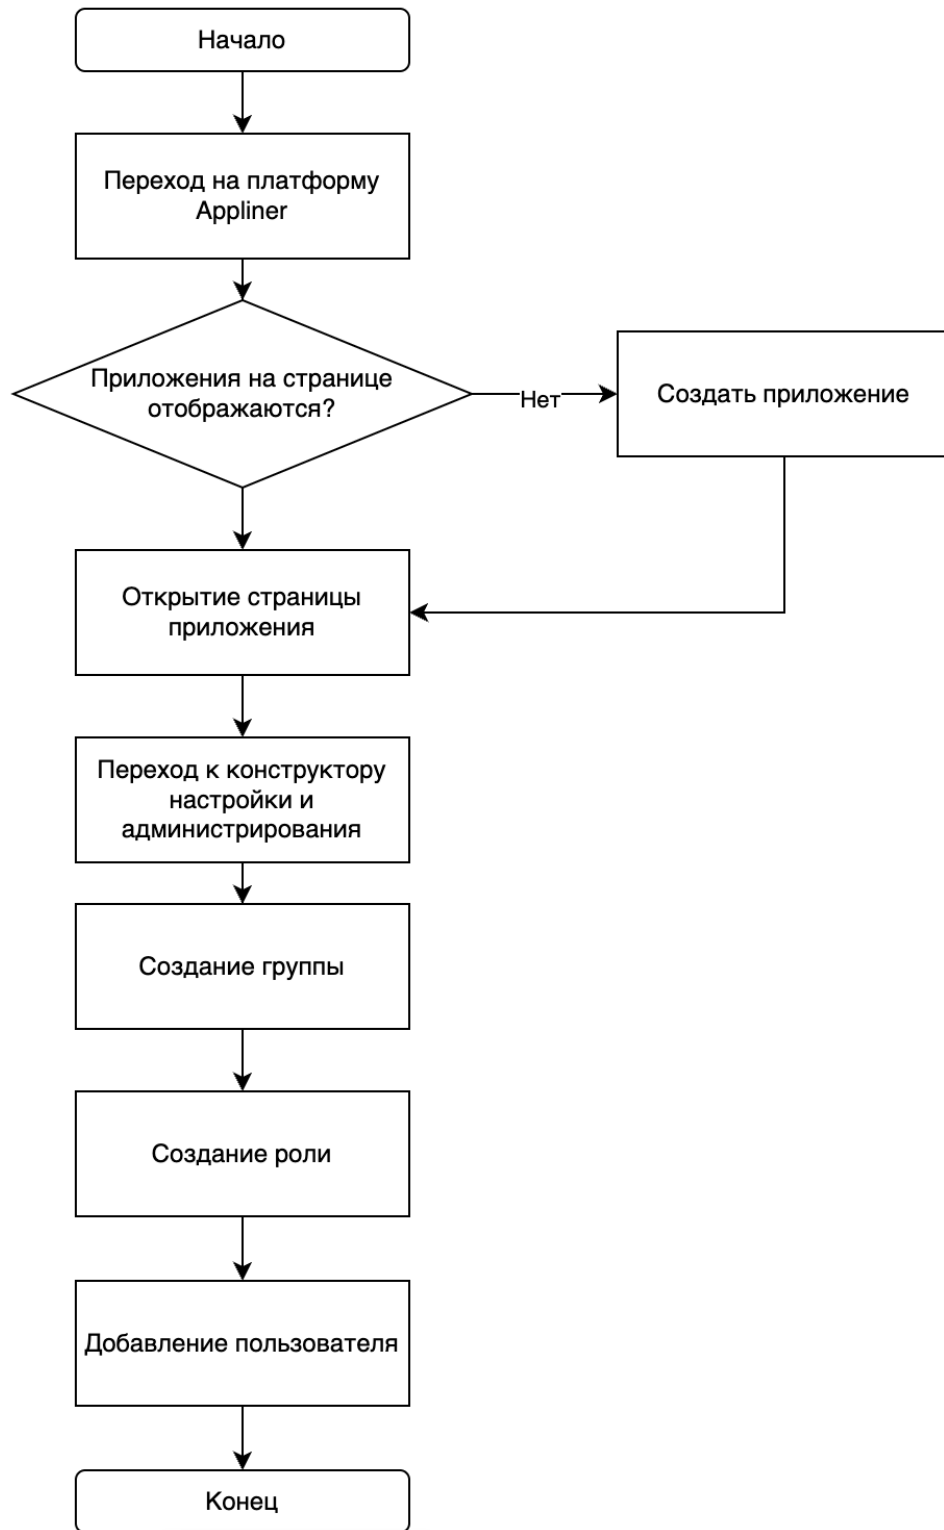 Начало
Переход на платформу
Appliner
Приложения на странице
отображаются?
Нет
Создать приложение
Открытие страницы
приложения
Переход к конструктору
настройки и
администрирования
Создание группы
Создание роли
Добавление пользователя
Конец